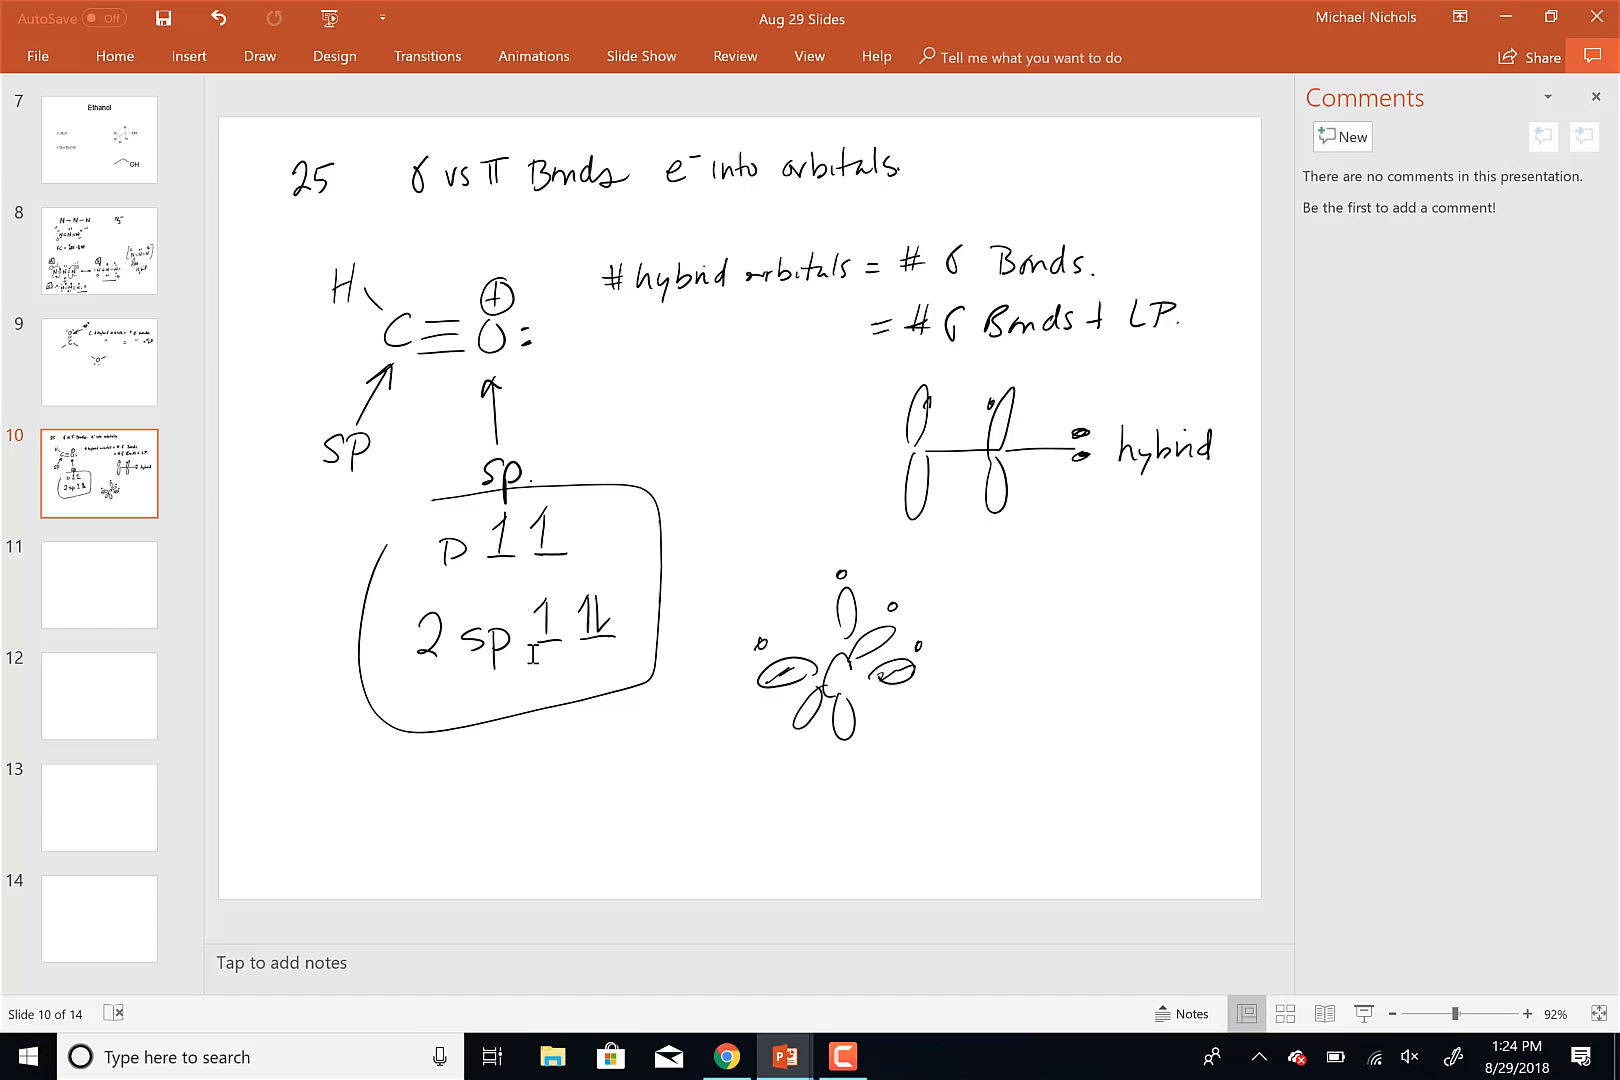 AutoSave Off
Aug 29 Slides
Michael Nichols
File Home Insert Draw Design Transitions Animations Slide Show Review View Help Tell me what you want to do
Share
7
Ethanol
OH
8
9
10
11
12
13
14
25 σ vs π Bonds e⁻ into orbitals.
# hybrid orbitals = # σ Bonds.
= # σ Bonds + LP.
H
+
C≡O:
SP
sp.
hybrid
p 1 1
2 sp 1 1⇂
C
Tap to add notes
Comments
New
There are no comments in this presentation.
Be the first to add a comment!
Slide 10 of 14
Notes
92%
Type here to search
1:24 PM
8/29/2018